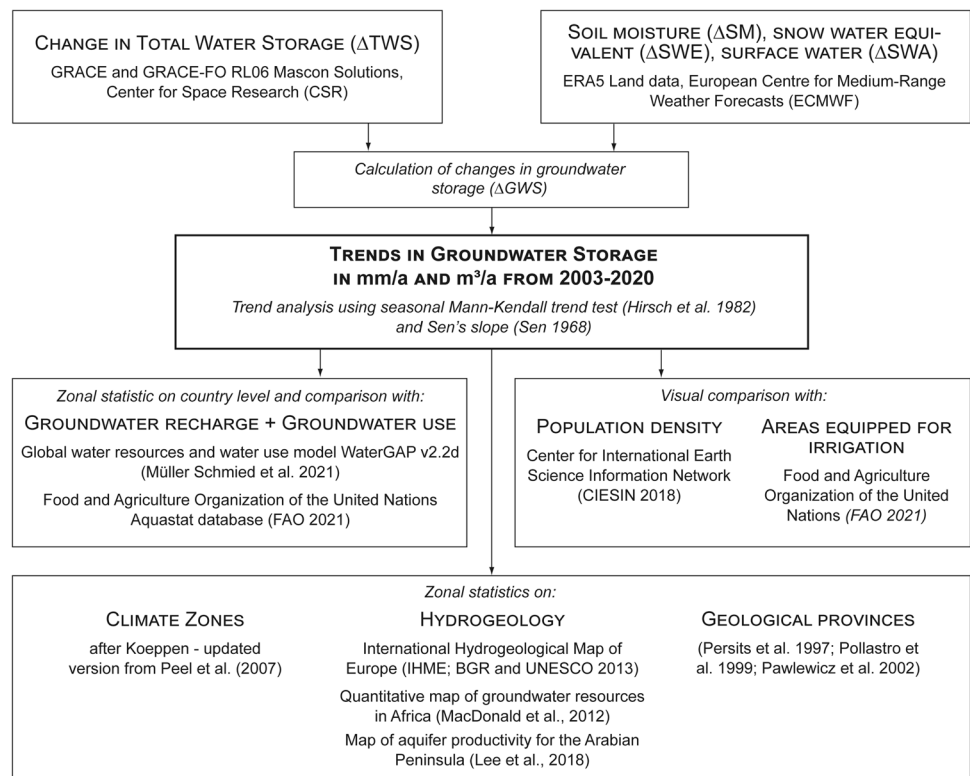 CHANGE IN TOTAL WATER STORAGE (ΔTWS)
GRACE and GRACE-FO RL06 Mascon Solutions,
Center for Space Research (CSR)
SOIL MOISTURE (ΔSM), SNOW WATER EQUI-
VALENT (ΔSWE), SURFACE WATER (ΔSWA)
ERA5 Land data, European Centre for Medium-Range
Weather Forecasts (ECMWF)
Calculation of changes in groundwater
storage (ΔGWS)
TRENDS IN GROUNDWATER STORAGE
IN mm/a AND m³/a FROM 2003-2020
Trend analysis using seasonal Mann-Kendall trend test (Hirsch et al. 1982)
and Sen's slope (Sen 1968)
Zonal statistic on country level and comparison with:
GROUNDWATER RECHARGE + GROUNDWATER USE
Global water resources and water use model WaterGAP v2.2d
(Müller Schmied et al. 2021)
Food and Agriculture Organization of the United Nations
Aquastat database (FAO 2021)
Visual comparison with:
POPULATION DENSITY
Center for International Earth
Science Information Network
(CIESIN 2018)
AREAS EQUIPPED FOR
IRRIGATION
Food and Agriculture
Organization of the United
Nations (FAO 2021)
Zonal statistics on:
CLIMATE ZONES
after Koeppen - updated
version from Peel et al. (2007)
HYDROGEOLOGY
International Hydrogeological Map of
Europe (IHME; BGR and UNESCO 2013)
Quantitative map of groundwater resources
in Africa (MacDonald et al., 2012)
Map of aquifer productivity for the Arabian
Peninsula (Lee et al., 2018)
GEOLOGICAL PROVINCES
(Persits et al. 1997; Pollastro et
al. 1999; Pawlewicz et al. 2002)